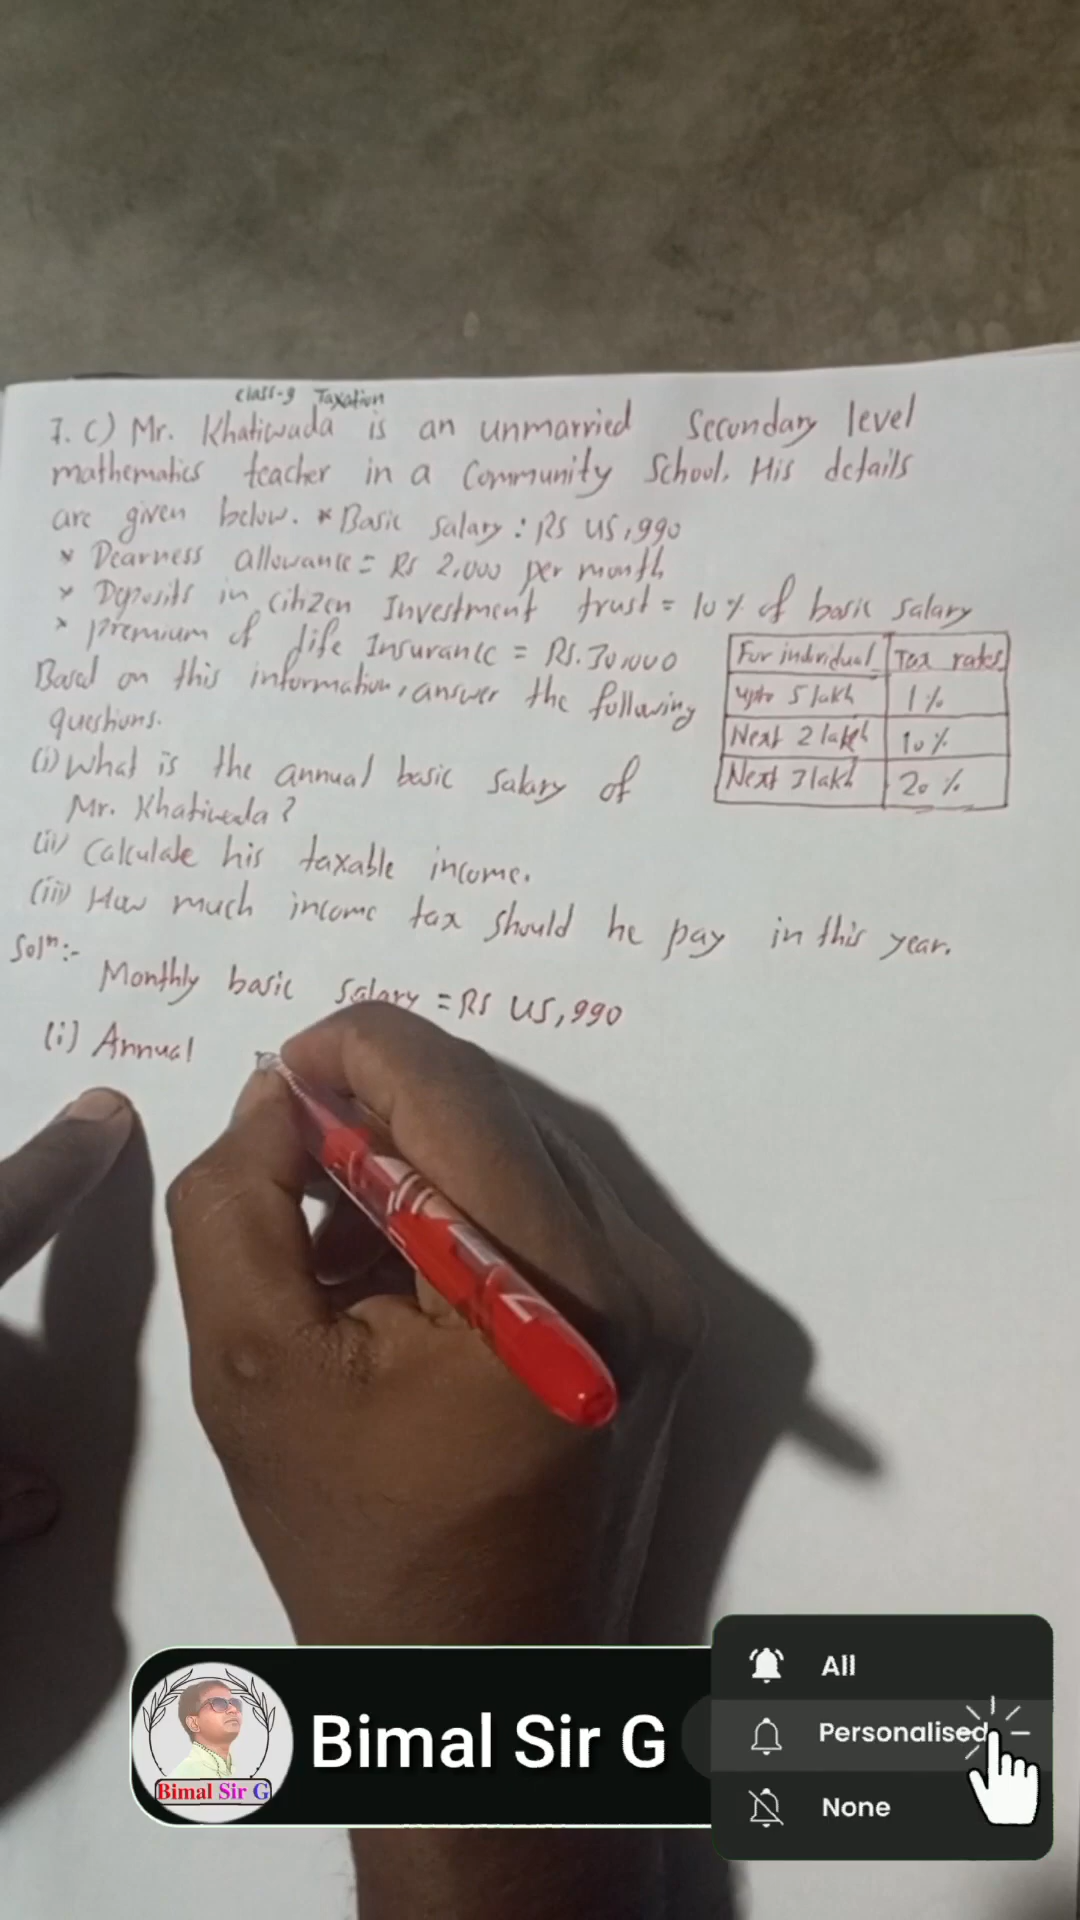 class-9 Taxation
7. c) Mr. Khatiwada is an unmarried Secondary level
mathematics teacher in a Community School. His details
are given below. * Basic salary : Rs 45,990
* Dearness allowance = Rs 2,000 per month
* Deposits in citizen Investment trust = 10% of basic salary
* premium of life Insurance = Rs. 30,000
Based on this information, answer the following
questions.
For individual Tax rates
upto 5 lakh 1%
Next 2 lakh 10%
Next 3 lakh 20%
(i) What is the annual basic salary of
Mr. Khatiwada?
(ii) Calculate his taxable income.
(iii) How much income tax should he pay in this year.
Solⁿ:-
Monthly basic salary = Rs 45,990
(i) Annual
Bimal Sir G
Bimal Sir G
All
Personalised
None